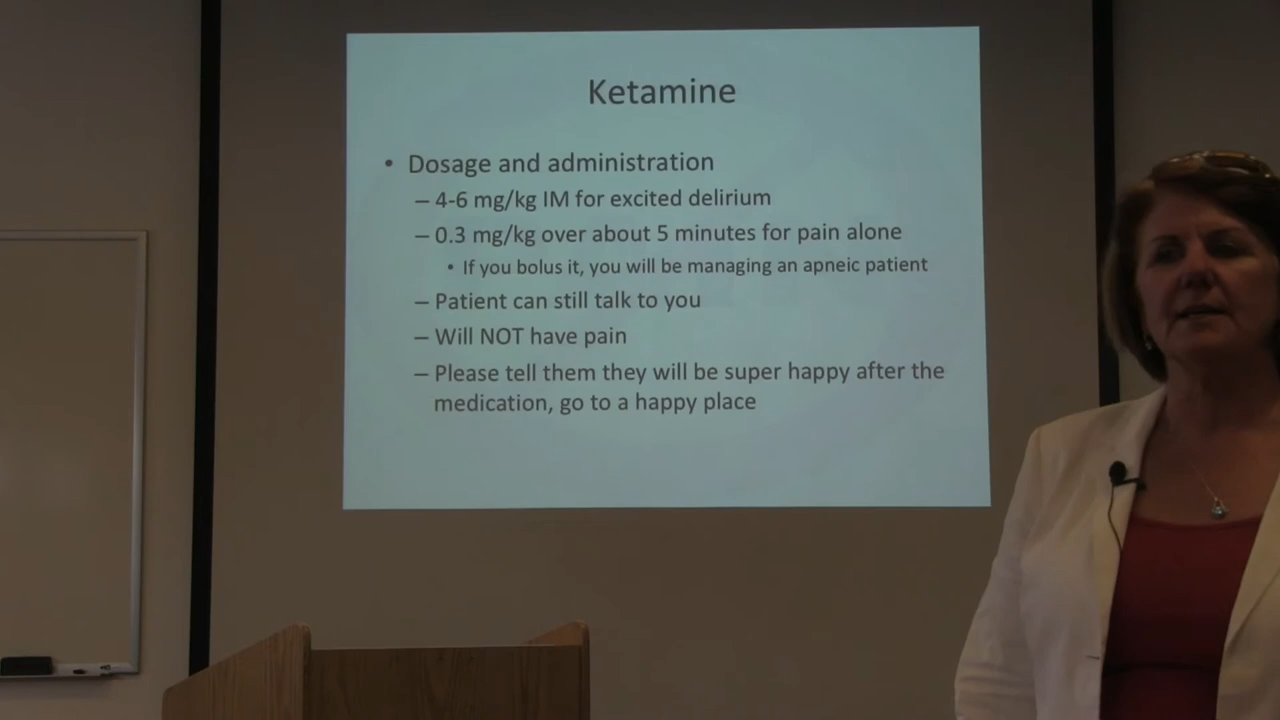 Ketamine
• Dosage and administration
– 4-6 mg/kg IM for excited delirium
– 0.3 mg/kg over about 5 minutes for pain alone
• If you bolus it, you will be managing an apneic patient
– Patient can still talk to you
– Will NOT have pain
– Please tell them they will be super happy after the
medication, go to a happy place